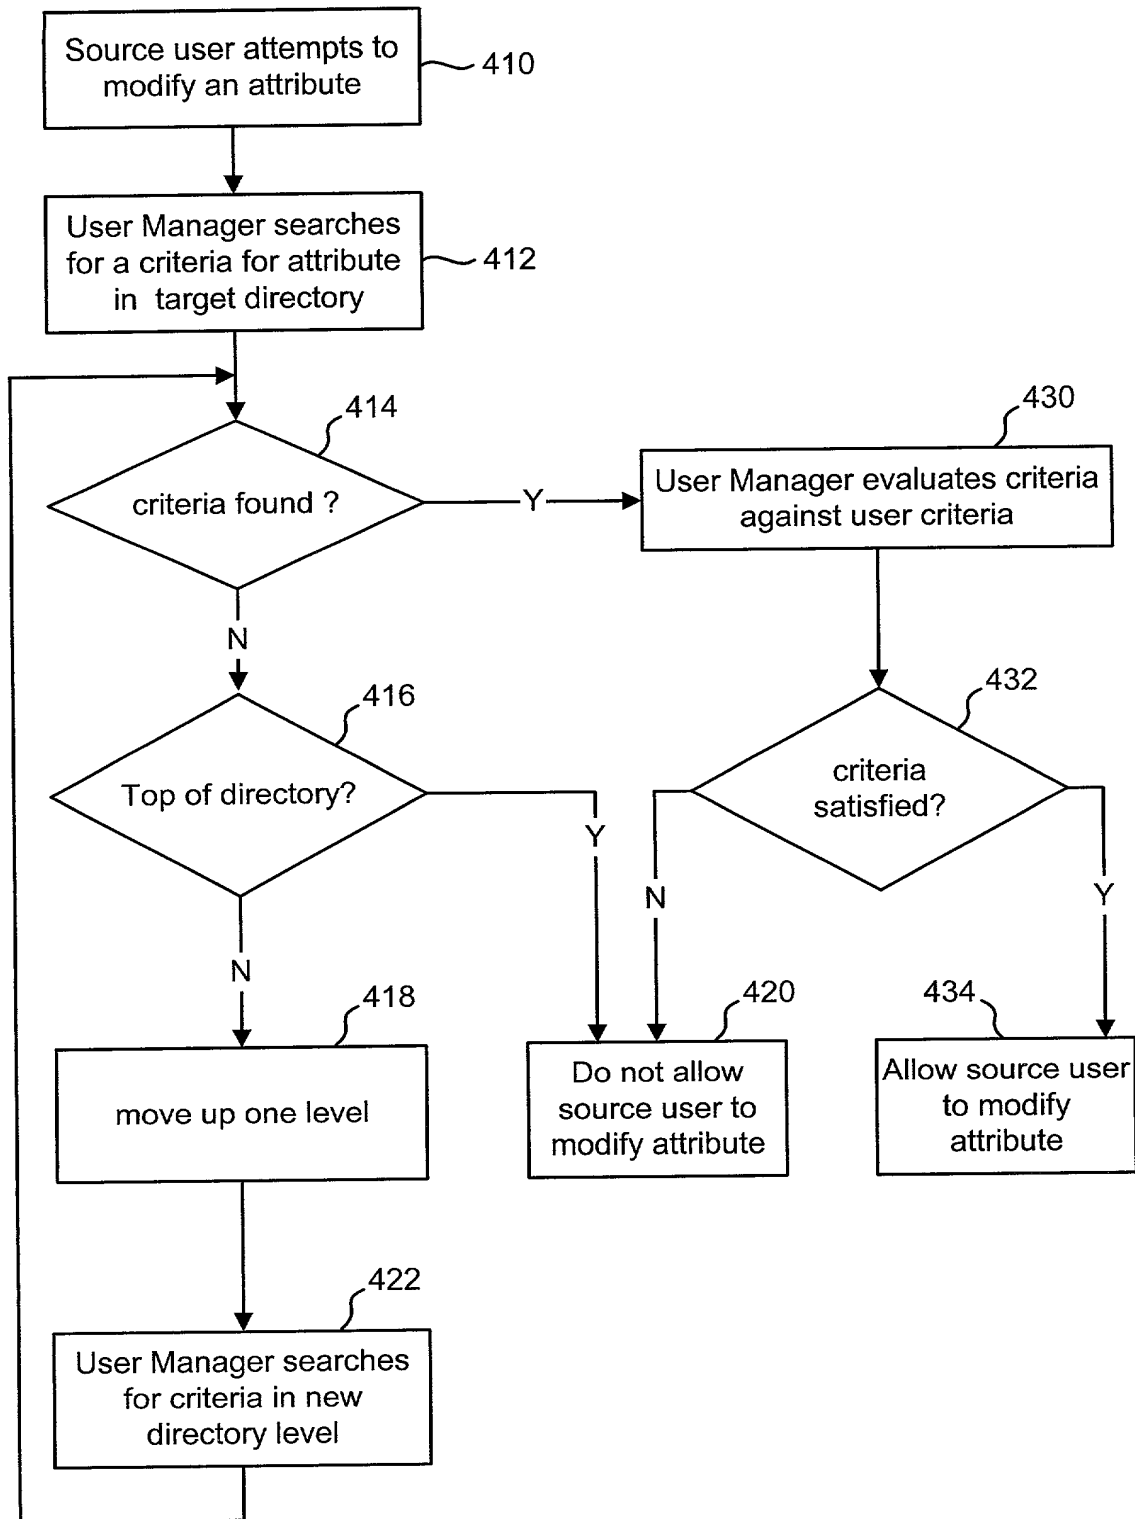 Source user attempts to
modify an attribute
410
User Manager searches
for a criteria for attribute
in target directory
412
414
criteria found ?
Y
430
User Manager evaluates criteria
against user criteria
N
416
Top of directory?
Y
432
criteria
satisfied?
N
Y
N
418
move up one level
420
Do not allow
source user to
modify attribute
434
Allow source user
to modify
attribute
422
User Manager searches
for criteria in new
directory level